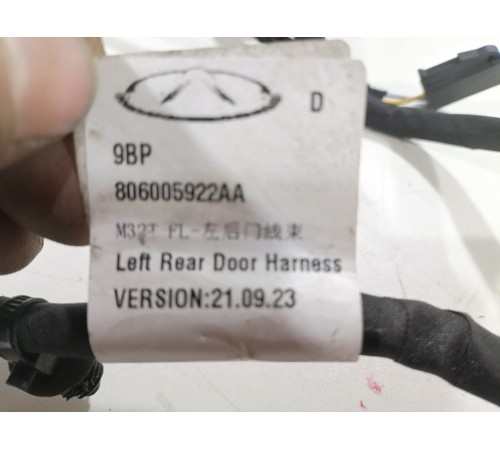 D
9BP
806005922AA
M32T FL-左后门线束
Left Rear Door Harness
VERSION:21.09.23